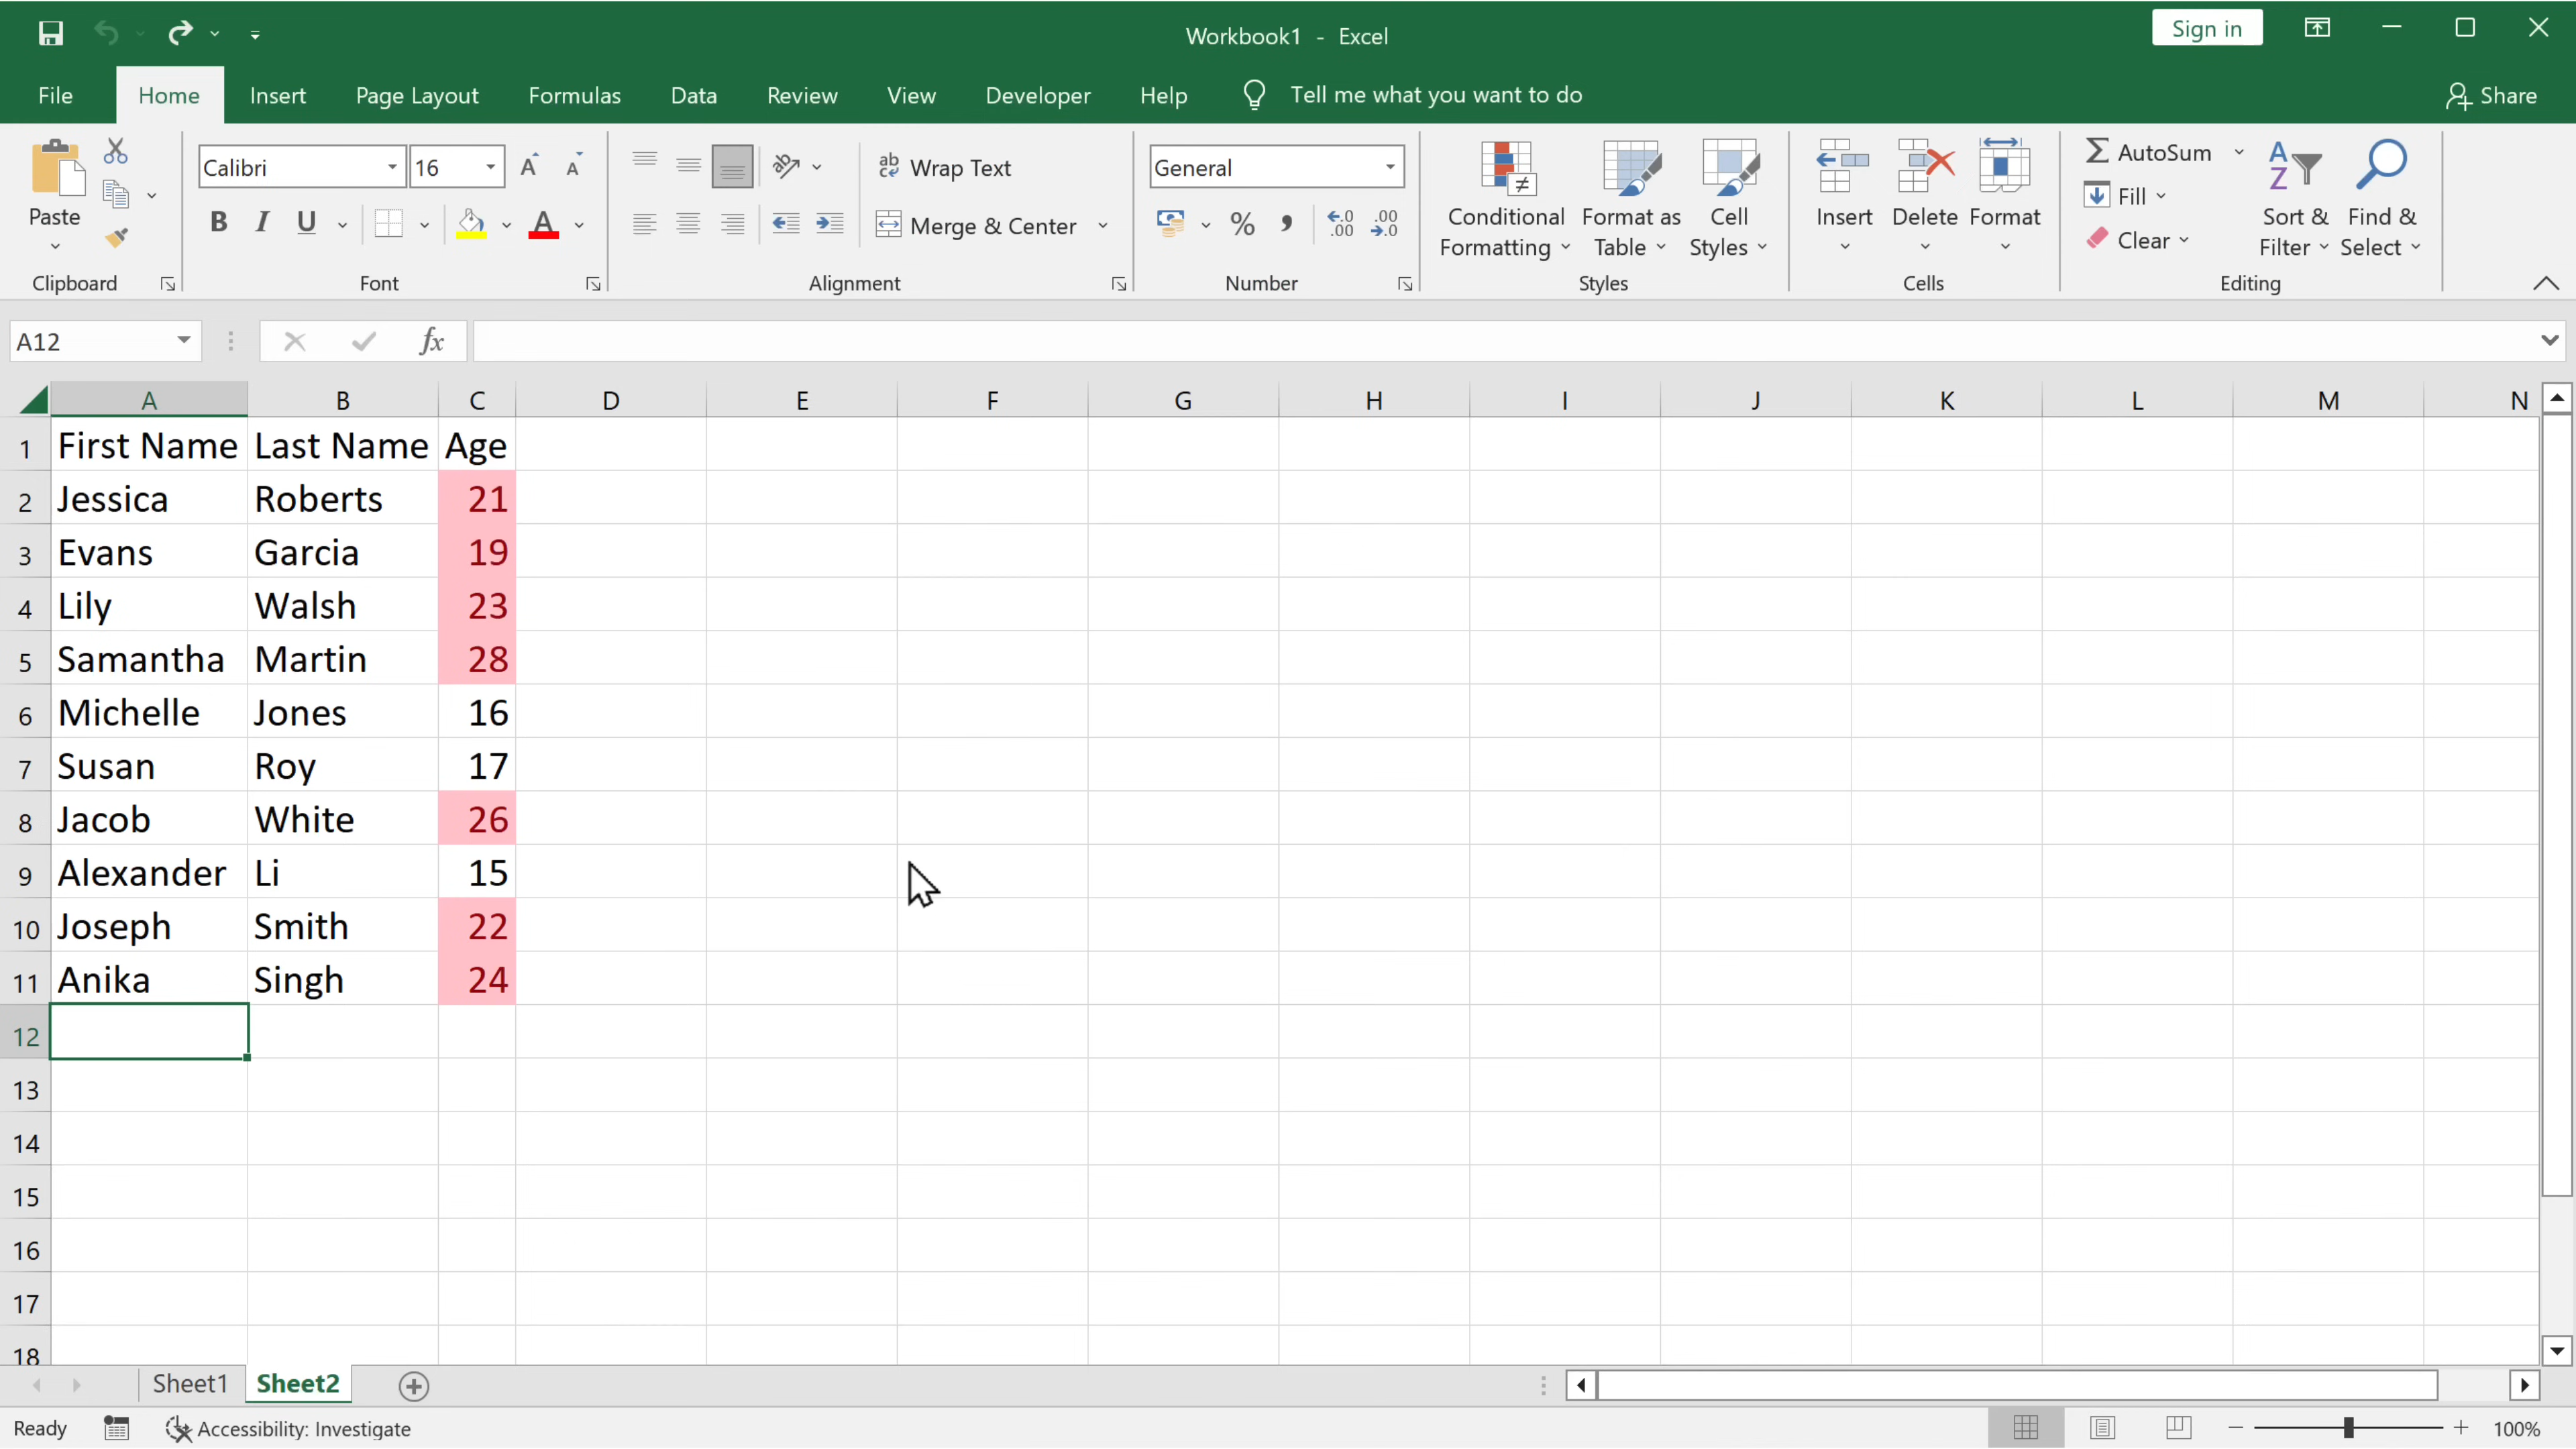 Workbook1 - Excel
Sign in
File Home Insert Page Layout Formulas Data Review View Developer Help Tell me what you want to do Share
Paste
Clipboard
Calibri 16
B I U A
Font
Wrap Text
Merge & Center
Alignment
General
% ,
Number
Conditional Formatting
Format as Table
Cell Styles
Styles
Insert Delete Format
Cells
AutoSum
Fill
Clear
Sort & Filter
Find & Select
Editing
A12 fx
A B C D E F G H I J K L M N
1 First Name Last Name Age
2 Jessica Roberts 21
3 Evans Garcia 19
4 Lily Walsh 23
5 Samantha Martin 28
6 Michelle Jones 16
7 Susan Roy 17
8 Jacob White 26
9 Alexander Li 15
10 Joseph Smith 22
11 Anika Singh 24
12
13
14
15
16
17
18
Sheet1 Sheet2
Ready Accessibility: Investigate 100%